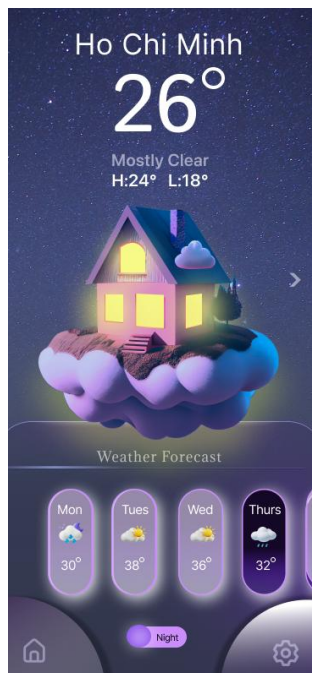 Ho Chi Minh
26°
Mostly Clear
H:24° L:18°
Weather Forecast
Mon Tues Wed Thurs
30° 38° 36° 32°
Night